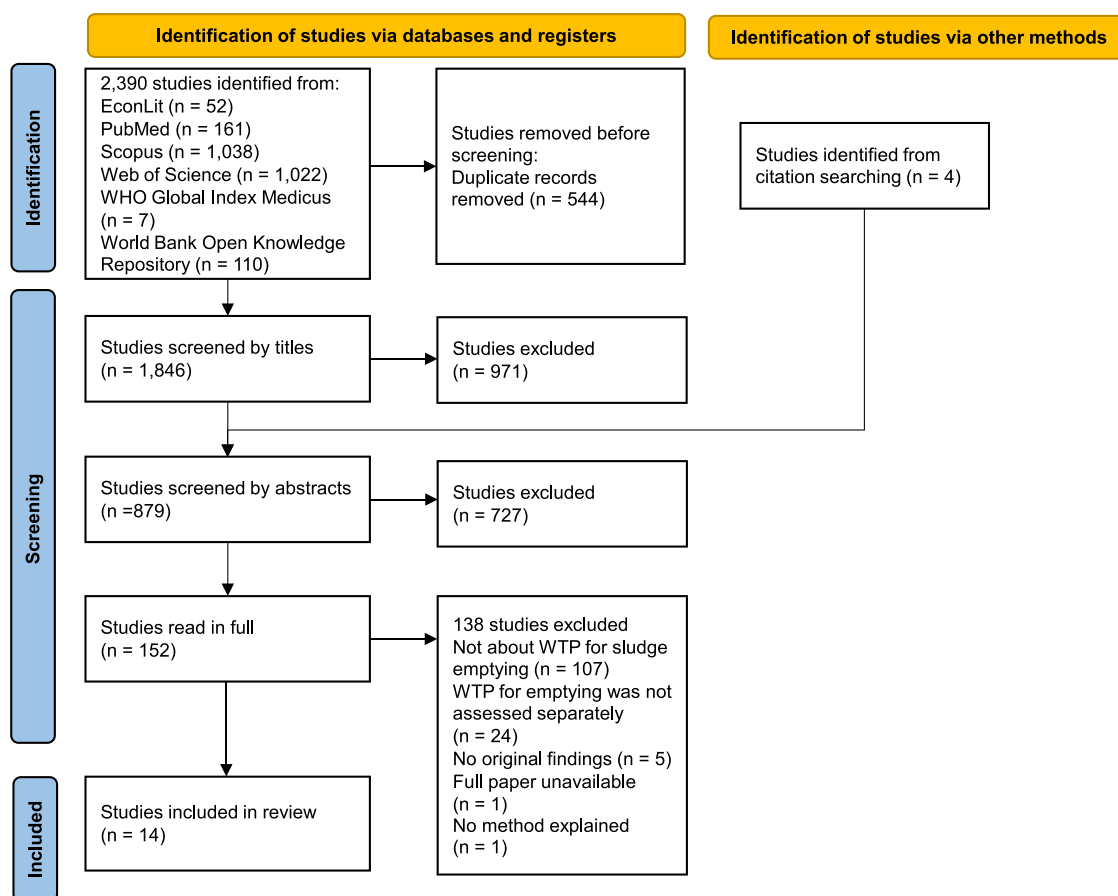 Identification of studies via databases and registers
Identification of studies via other methods
Identification
2,390 studies identified from:
EconLit (n = 52)
PubMed (n = 161)
Scopus (n = 1,038)
Web of Science (n = 1,022)
WHO Global Index Medicus
(n = 7)
World Bank Open Knowledge
Repository (n = 110)
Studies removed before
screening:
Duplicate records
removed (n = 544)
Studies identified from
citation searching (n = 4)
Screening
Studies screened by titles
(n = 1,846)
Studies excluded
(n = 971)
Studies screened by abstracts
(n =879)
Studies excluded
(n = 727)
Studies read in full
(n = 152)
138 studies excluded
Not about WTP for sludge
emptying (n = 107)
WTP for emptying was not
assessed separately
(n = 24)
No original findings (n = 5)
Full paper unavailable
(n = 1)
No method explained
(n = 1)
Included
Studies included in review
(n = 14)